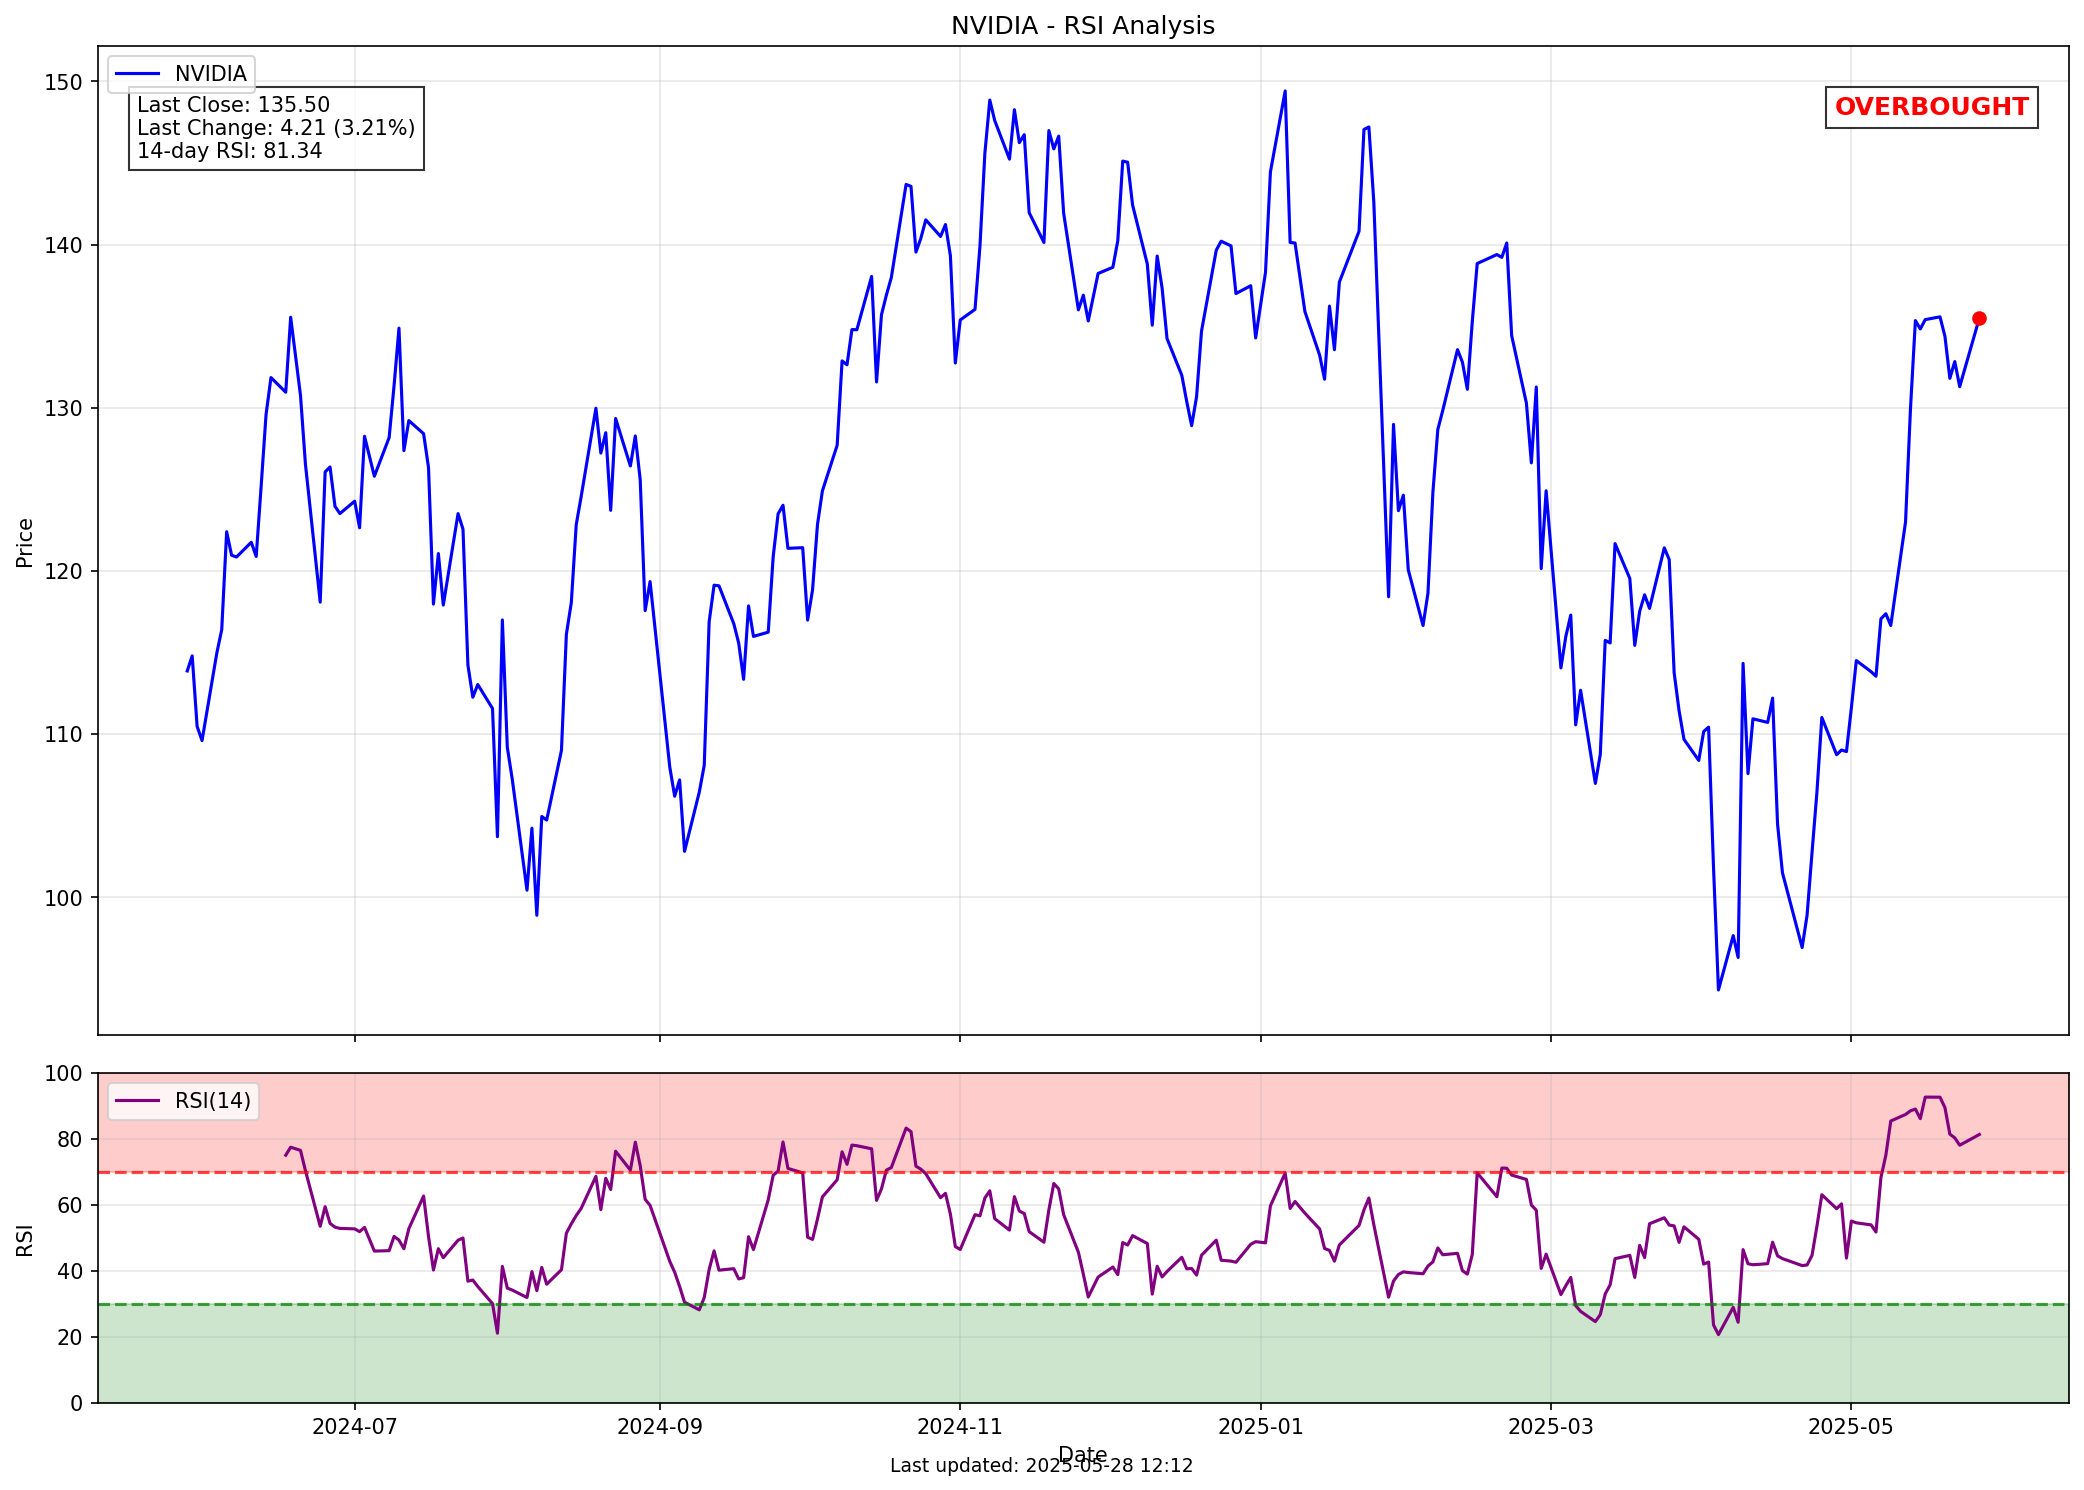 NVIDIA - RSI Analysis
NVIDIA
Last Close: 135.50
Last Change: 4.21 (3.21%)
14-day RSI: 81.34
OVERBOUGHT
150
140
130
120
110
100
Price
RSI(14)
100
80
60
40
20
0
RSI
2024-07
2024-09
2024-11
2025-01
2025-03
2025-05
Date
Last updated: 2025-05-28 12:12